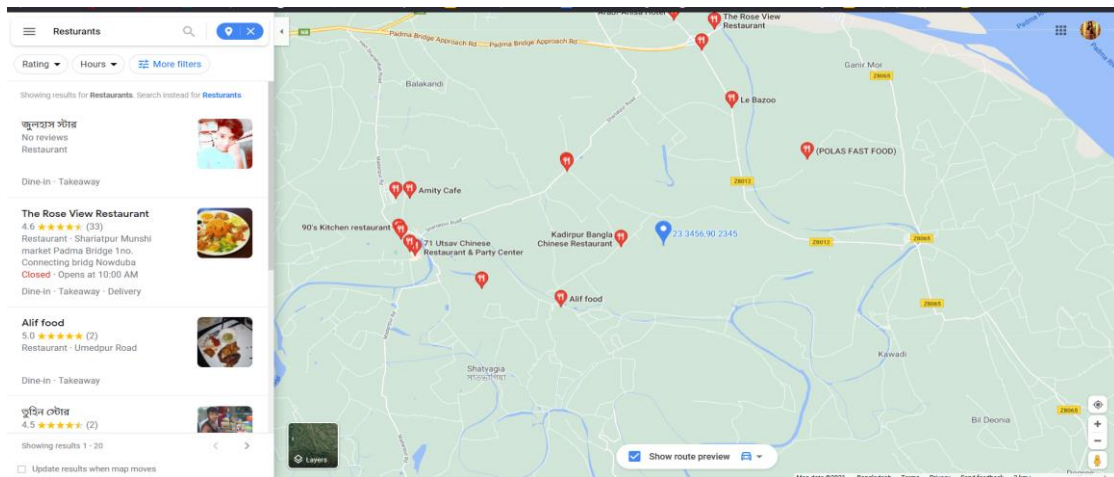 Resturants
Rating
Hours
More filters
Showing results for Restaurants. Search instead for Resturants.
জুলহাস স্টার
No reviews
Restaurant
Dine-in · Takeaway
The Rose View Restaurant
4.6 ★★★★★ (33)
Restaurant · Shariatpur Munshi
market Padma Bridge 1no.
Connecting bridg Nowduba
Closed · Opens at 10:00 AM
Dine-in · Takeaway · Delivery
Alif food
5.0 ★★★★★ (2)
Restaurant · Umedpur Road
Dine-in · Takeaway
তুহিন স্টোর
4.5 ★★★★★ (2)
Showing results 1 - 20
Update results when map moves
N8
Padma Bridge Approach Rd
Padma Bridge Approach Rd
The Rose View
Restaurant
Balakandi
Ganir Mor
Z8065
Le Bazoo
(POLAS FAST FOOD)
Z8012
Amity Cafe
90's Kitchen restaurant
71 Utsav Chinese
Restaurant & Party Center
Kadirpur Bangla
Chinese Restaurant
23.3456,90.2345
Z8012
Z8065
Alif food
Z8065
Shatyagia
Kawadi
Bil Deonia
Z8065
Layers
Show route preview